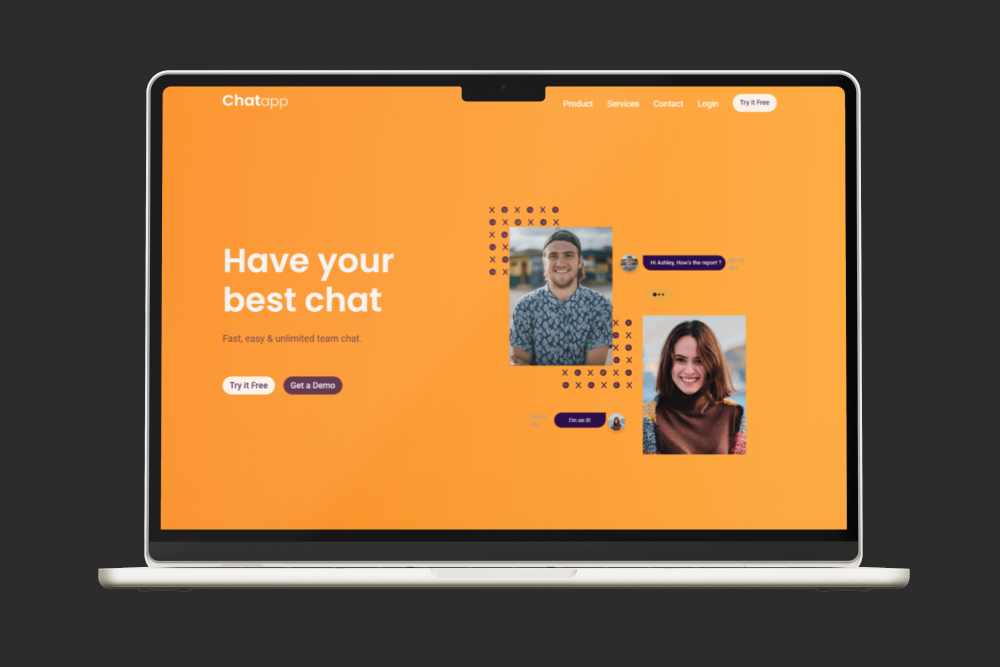 Chatapp
Product Services Contact Login Try it Free
Have your
best chat
Fast, easy & unlimited team chat.
Try it Free Get a Demo
Hi Ashley, How's the report ?
I'm on it!